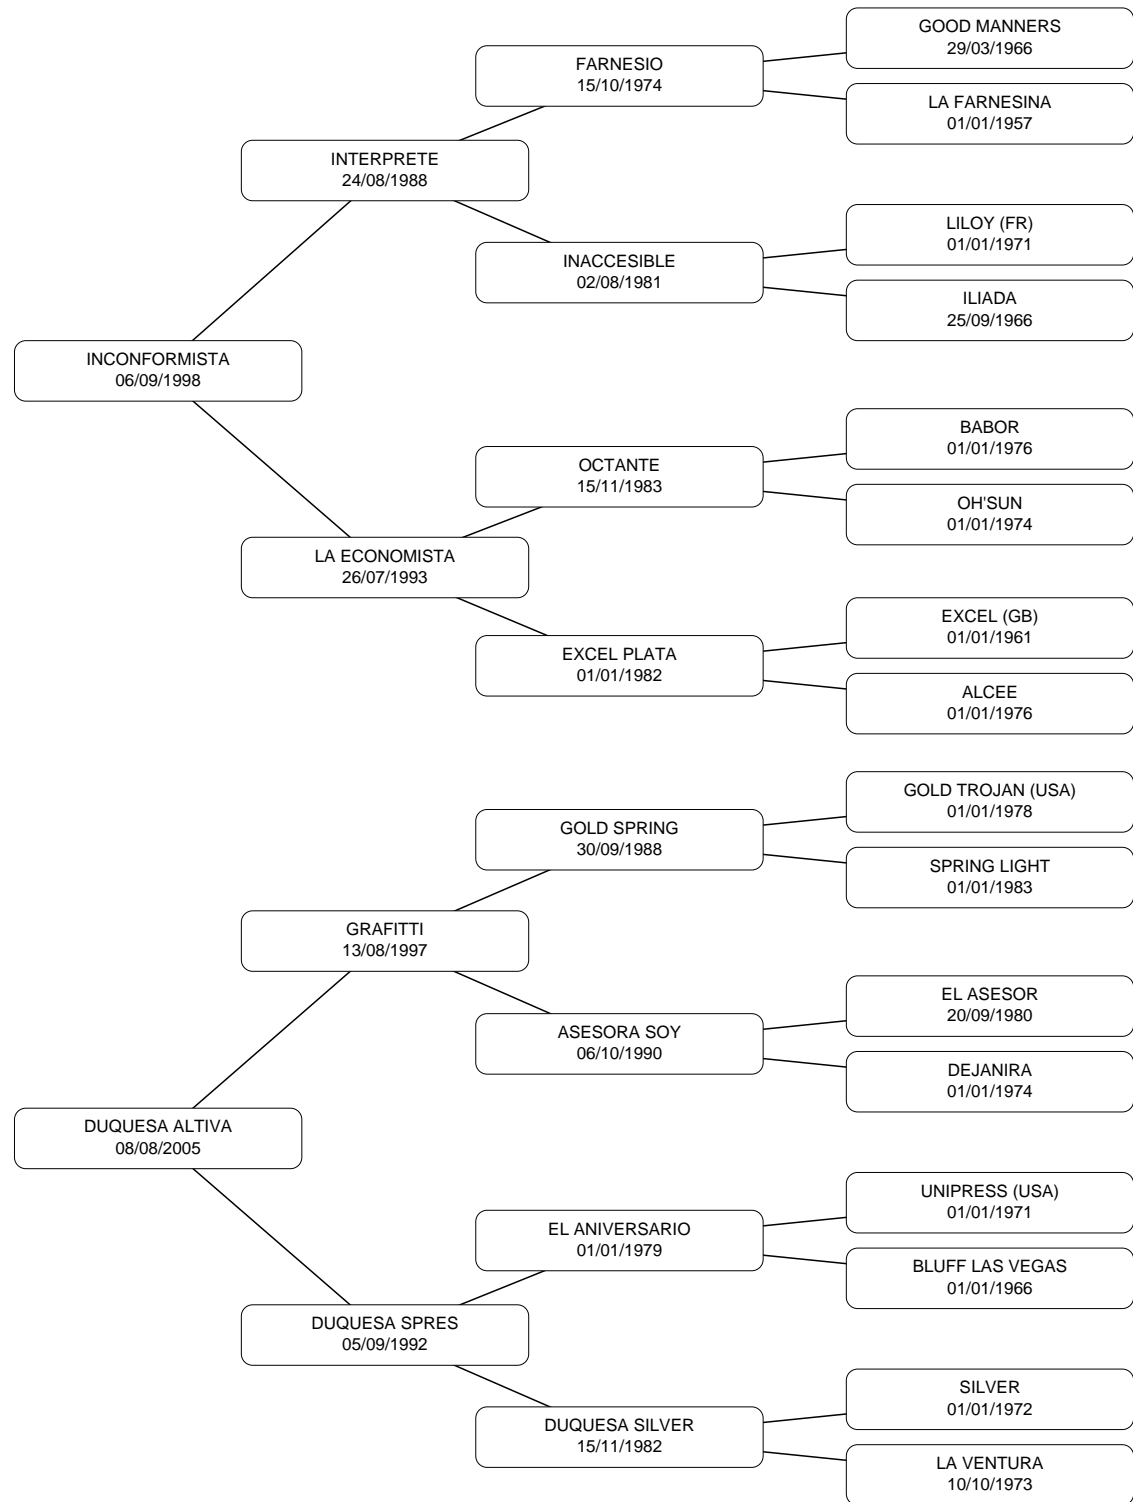 GOOD MANNERS
29/03/1966
FARNESIO
15/10/1974
LA FARNESINA
01/01/1957
INTERPRETE
24/08/1988
LILOY (FR)
01/01/1971
INACCESIBLE
02/08/1981
ILIADA
25/09/1966
INCONFORMISTA
06/09/1998
BABOR
01/01/1976
OCTANTE
15/11/1983
OH'SUN
01/01/1974
LA ECONOMISTA
26/07/1993
EXCEL (GB)
01/01/1961
EXCEL PLATA
01/01/1982
ALCEE
01/01/1976
GOLD TROJAN (USA)
01/01/1978
GOLD SPRING
30/09/1988
SPRING LIGHT
01/01/1983
GRAFITTI
13/08/1997
EL ASESOR
20/09/1980
ASESORA SOY
06/10/1990
DEJANIRA
01/01/1974
DUQUESA ALTIVA
08/08/2005
UNIPRESS (USA)
01/01/1971
EL ANIVERSARIO
01/01/1979
BLUFF LAS VEGAS
01/01/1966
DUQUESA SPRES
05/09/1992
SILVER
01/01/1972
DUQUESA SILVER
15/11/1982
LA VENTURA
10/10/1973